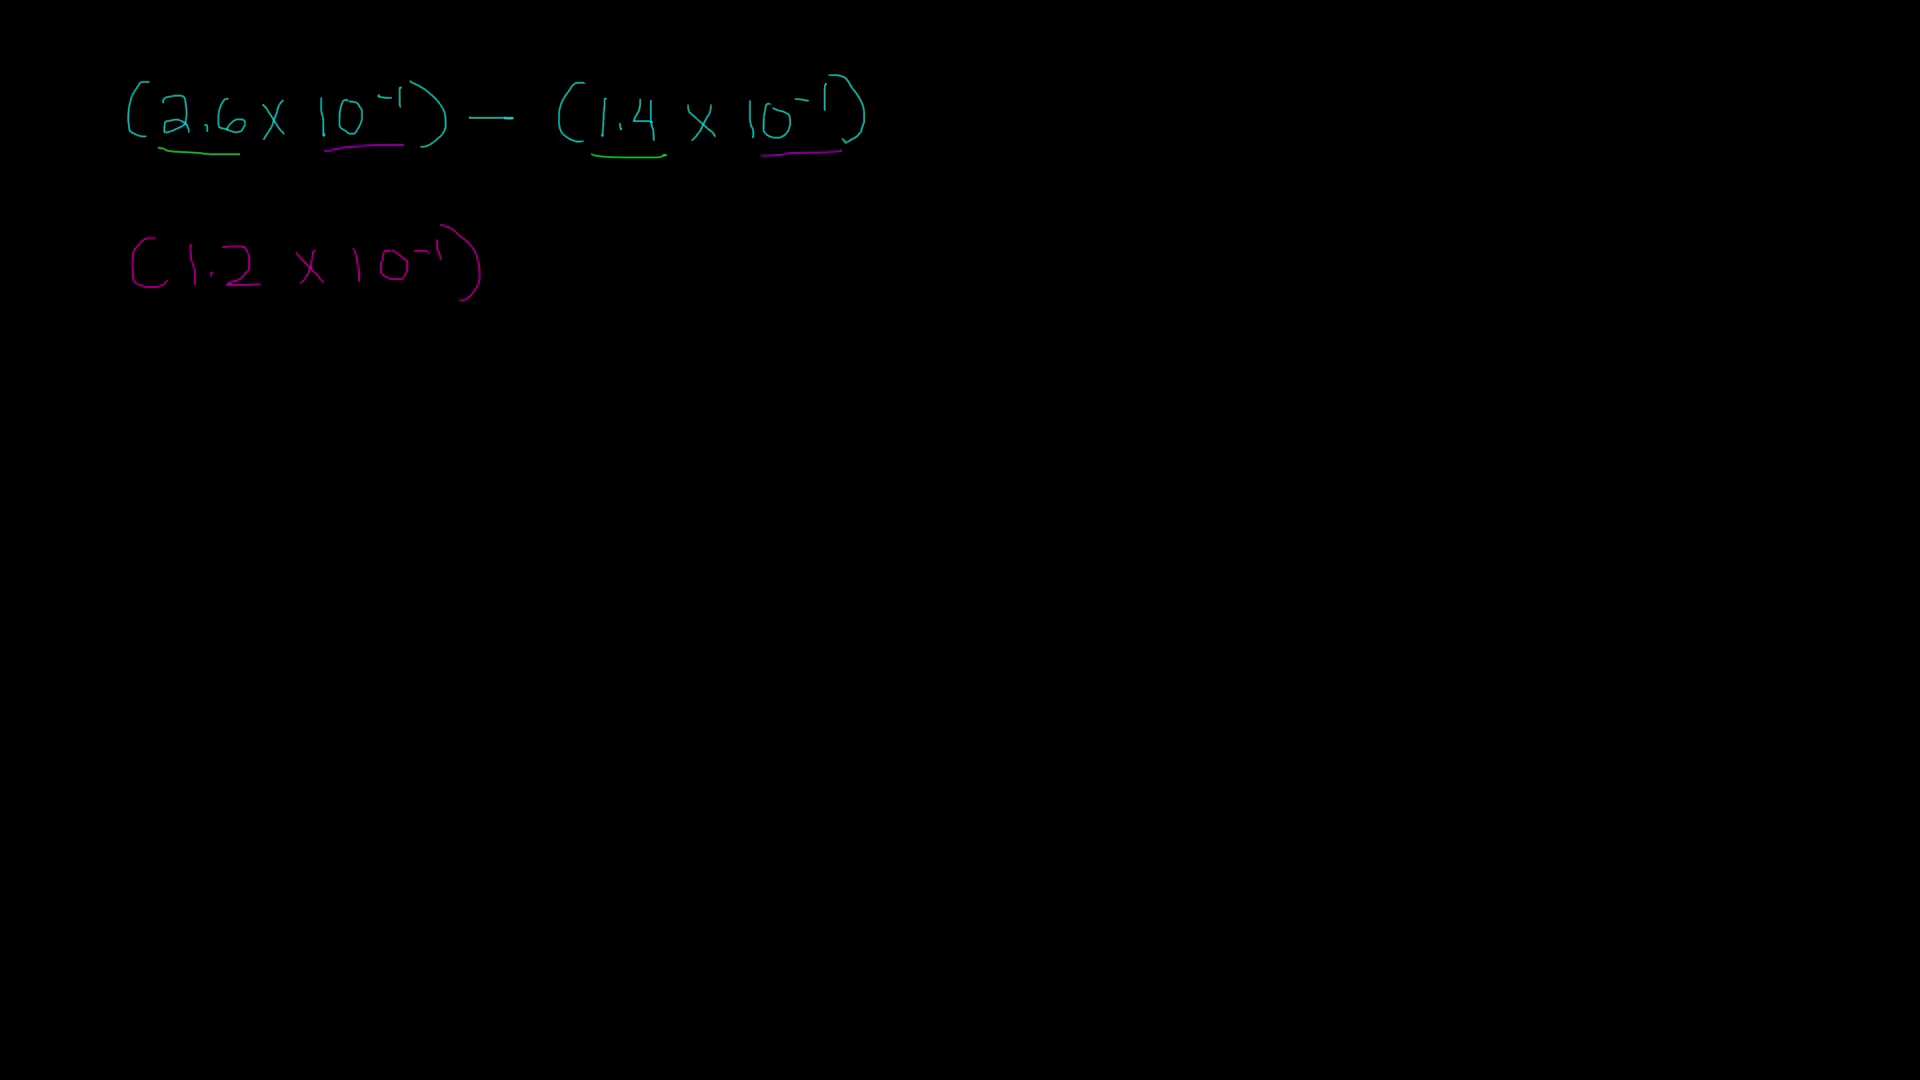 (2.6 x 10⁻¹) — (1.4 x 10⁻¹)
(1.2 x 10⁻¹)